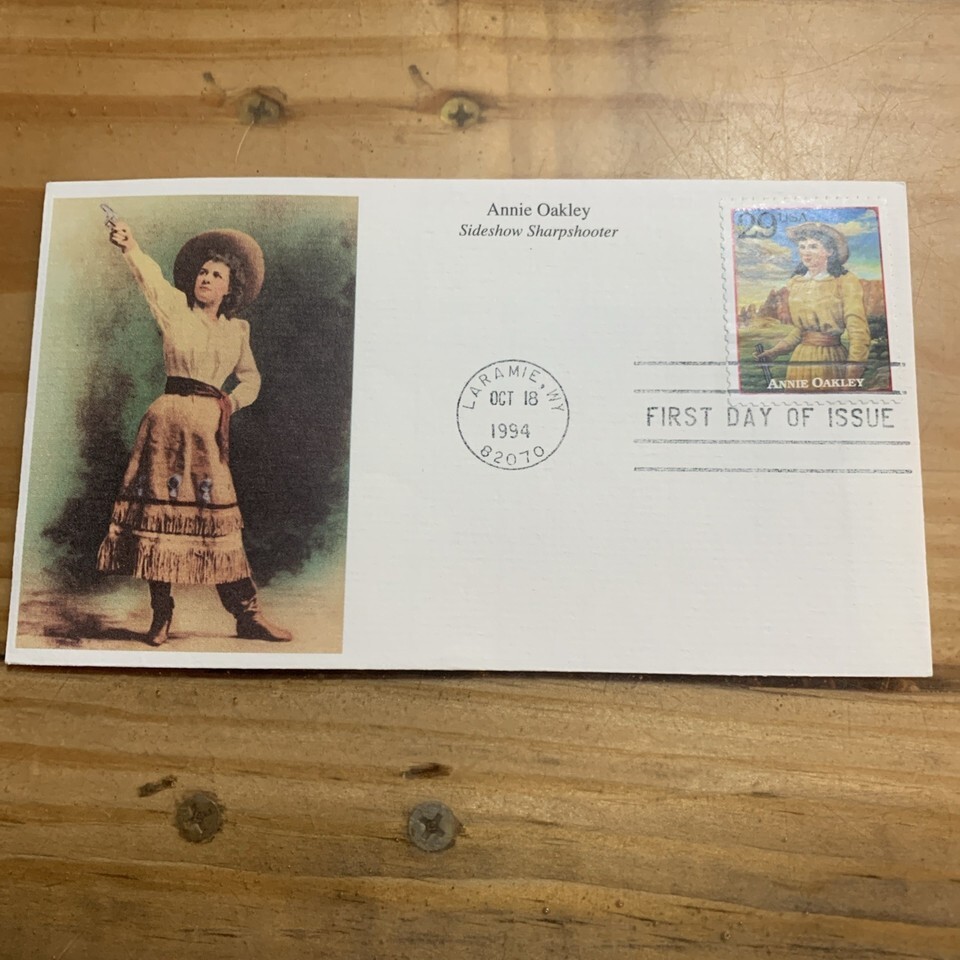 Annie Oakley
Sideshow Sharpshooter
29 USA
ANNIE OAKLEY
LARAMIE, WY
OCT 18
1994
82070
FIRST DAY OF ISSUE